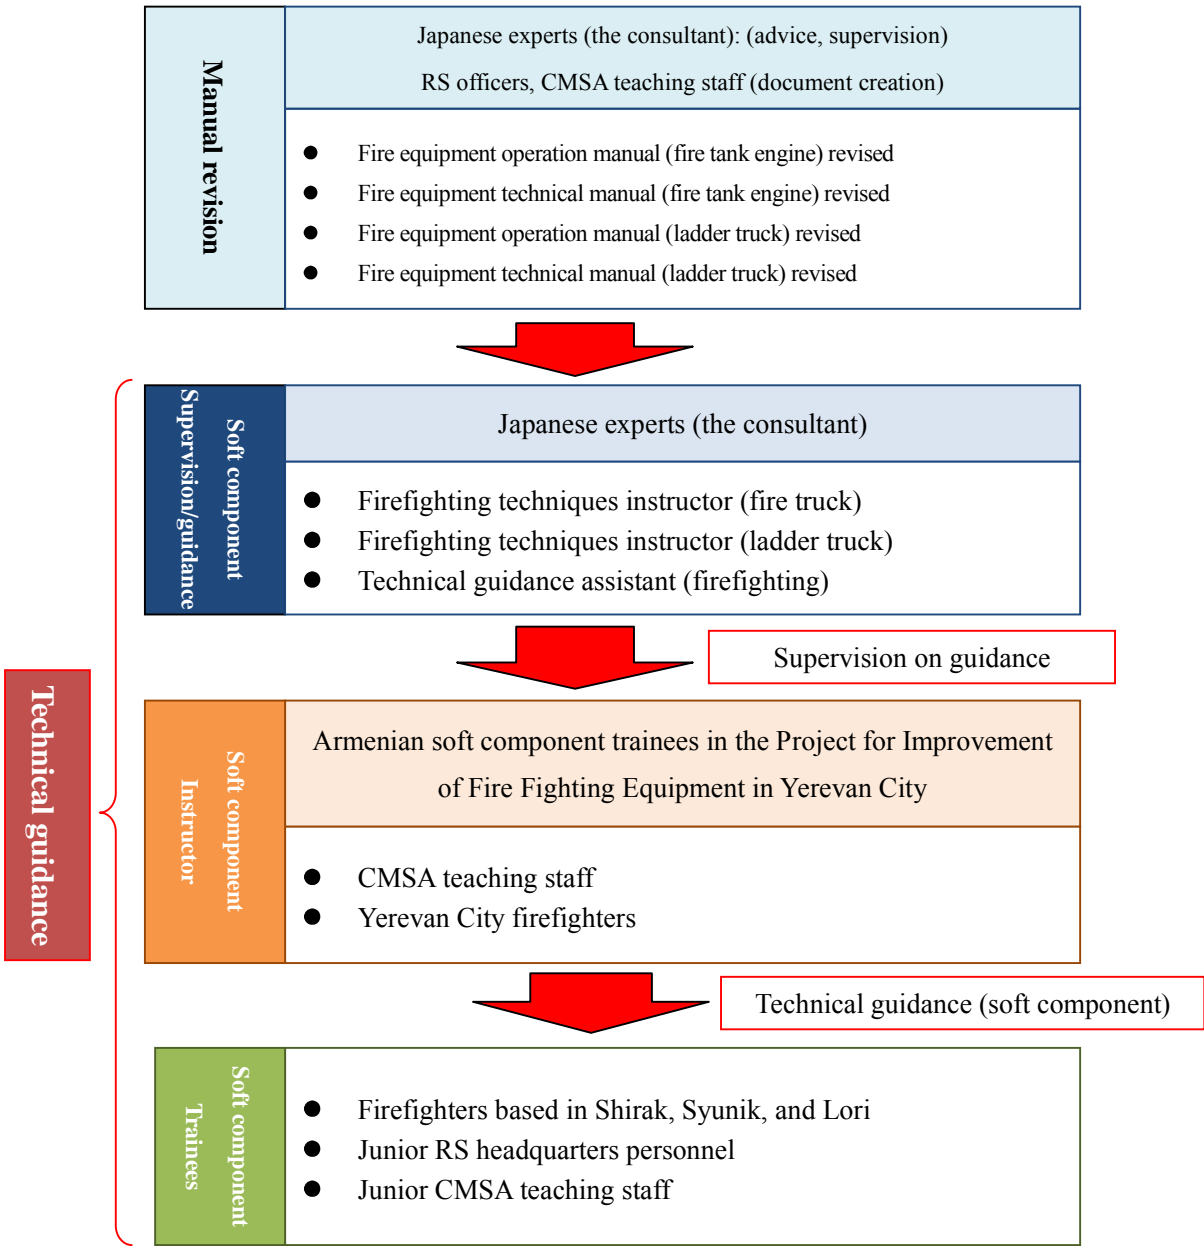 Manual revision
Japanese experts (the consultant): (advice, supervision)
RS officers, CMSA teaching staff (document creation)
● Fire equipment operation manual (fire tank engine) revised
● Fire equipment technical manual (fire tank engine) revised
● Fire equipment operation manual (ladder truck) revised
● Fire equipment technical manual (ladder truck) revised
Technical guidance
Soft component
Supervision/guidance
Japanese experts (the consultant)
● Firefighting techniques instructor (fire truck)
● Firefighting techniques instructor (ladder truck)
● Technical guidance assistant (firefighting)
Supervision on guidance
Soft component
Instructor
Armenian soft component trainees in the Project for Improvement
of Fire Fighting Equipment in Yerevan City
● CMSA teaching staff
● Yerevan City firefighters
Technical guidance (soft component)
Soft component
Trainees
● Firefighters based in Shirak, Syunik, and Lori
● Junior RS headquarters personnel
● Junior CMSA teaching staff